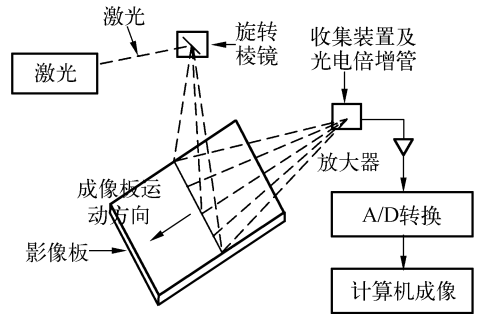 激光
激光
旋转
棱镜
收集装置及
光电倍增管
放大器
成像板运
动方向
影像板
A/D转换
计算机成像